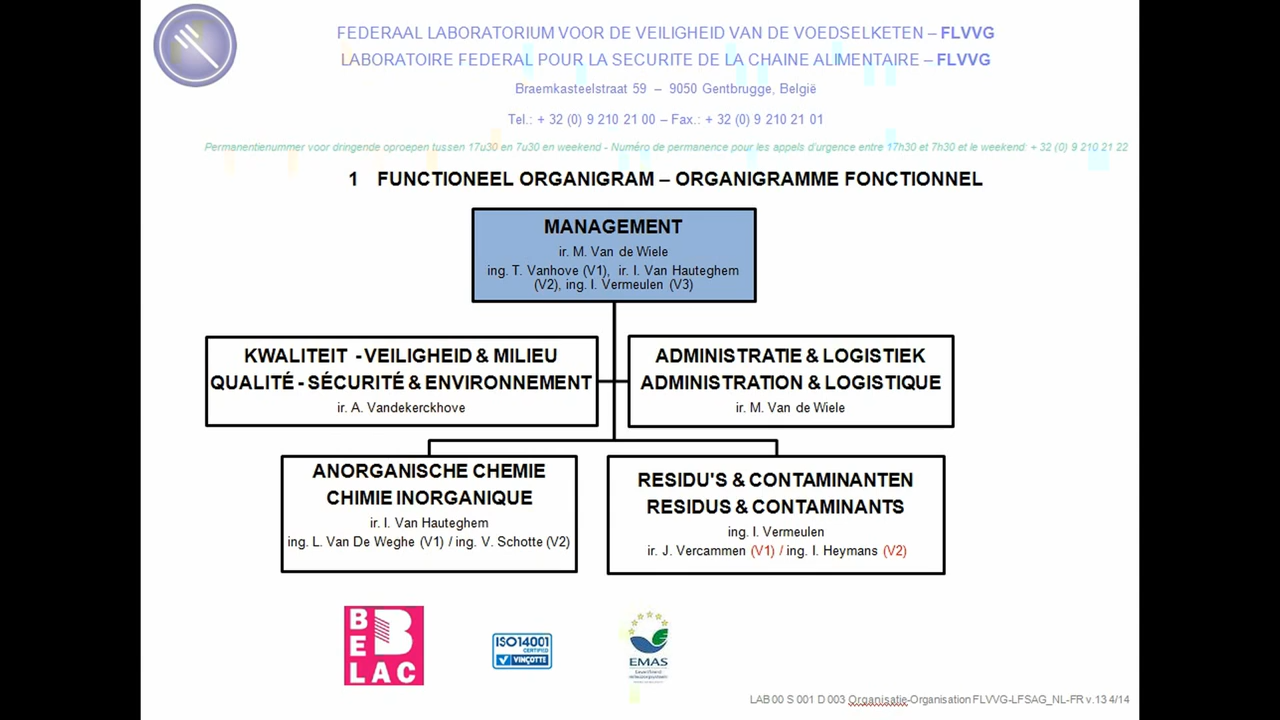 FEDERAAL LABORATORIUM VOOR DE VEILIGHEID VAN DE VOEDSELKETEN – FLVVG
LABORATOIRE FEDERAL POUR LA SECURITE DE LA CHAINE ALIMENTAIRE – FLVVG
Braemkasteelstraat 59 – 9050 Gentbrugge, België
Tel.: + 32 (0) 9 210 21 00 – Fax.: + 32 (0) 9 210 21 01
Permanentienummer voor dringende oproepen tussen 17u30 en 7u30 en weekend - Numéro de permanence pour les appels d'urgence entre 17h30 et 7h30 et le weekend: + 32 (0) 9 210 21 22
1 FUNCTIONEEL ORGANIGRAM – ORGANIGRAMME FONCTIONNEL
MANAGEMENT
ir. M. Van de Wiele
ing. T. Vanhove (V1), ir. I. Van Hauteghem
(V2), ing. I. Vermeulen (V3)
KWALITEIT - VEILIGHEID & MILIEU
QUALITÉ - SÉCURITÉ & ENVIRONNEMENT
ir. A. Vandekerckhove
ADMINISTRATIE & LOGISTIEK
ADMINISTRATION & LOGISTIQUE
ir. M. Van de Wiele
ANORGANISCHE CHEMIE
CHIMIE INORGANIQUE
ir. I. Van Hauteghem
ing. L. Van De Weghe (V1) / ing. V. Schotte (V2)
RESIDU'S & CONTAMINANTEN
RESIDUS & CONTAMINANTS
ing. I. Vermeulen
ir. J. Vercammen (V1) / ing. I. Heymans (V2)
BELAC
ISO14001
CERTIFIED
VINÇOTTE
EMAS
LAB 00 S 001 D 003 Organisatie-Organisation FLVVG-LFSAG_NL-FR v.13 4/14